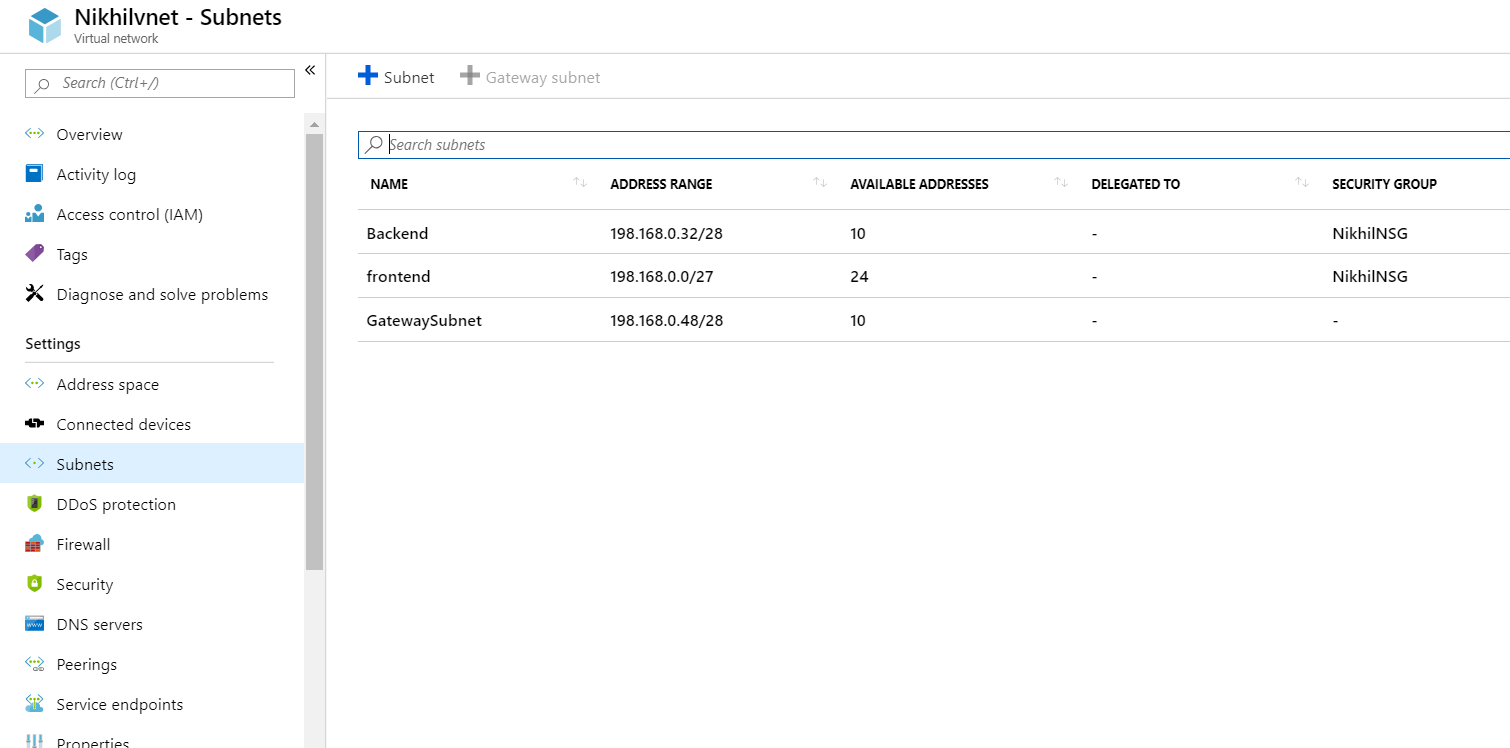 Nikhilvnet - Subnets
Virtual network
Search (Ctrl+/)
«
Overview
Activity log
Access control (IAM)
Tags
Diagnose and solve problems
Settings
Address space
Connected devices
Subnets
DDoS protection
Firewall
Security
DNS servers
Peerings
Service endpoints
Properties
Subnet Gateway subnet
Search subnets
NAME ADDRESS RANGE AVAILABLE ADDRESSES DELEGATED TO SECURITY GROUP
Backend 198.168.0.32/28 10 - NikhilNSG
frontend 198.168.0.0/27 24 - NikhilNSG
GatewaySubnet 198.168.0.48/28 10 - -